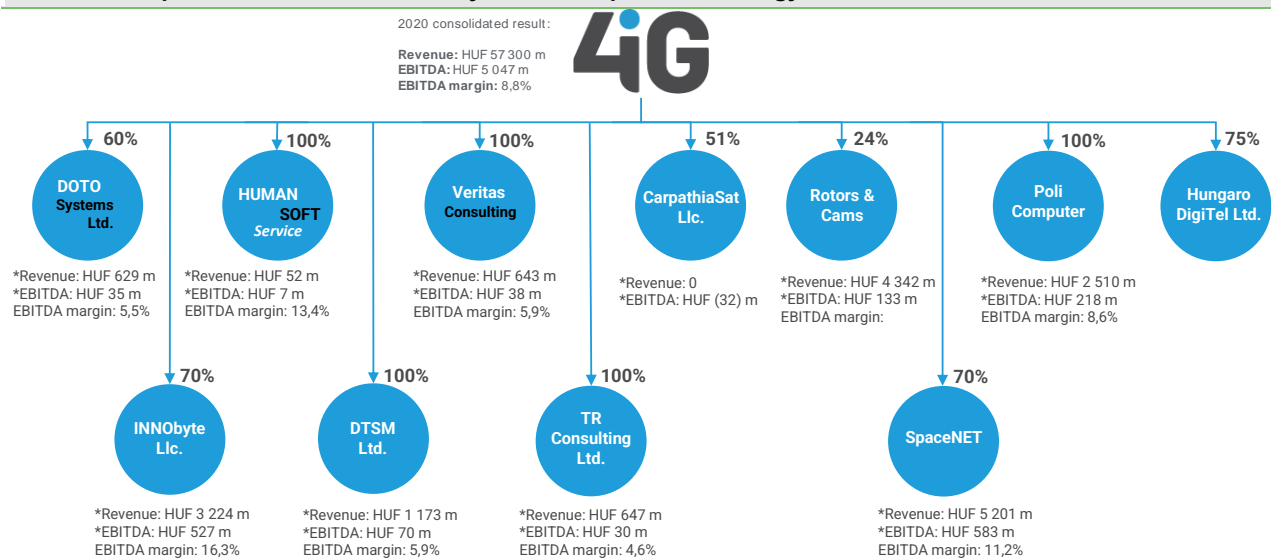 2020 consolidated result:
Revenue: HUF 57 300 m
EBITDA: HUF 5 047 m
EBITDA margin: 8,8%
4iG
60%
100%
100%
51%
24%
100%
75%
DOTO
Systems
Ltd.
HUMAN
SOFT
Service
Veritas
Consulting
CarpathiaSat
Llc.
Rotors &
Cams
Poli
Computer
Hungaro
DigiTel Ltd.
*Revenue: HUF 629 m
*EBITDA: HUF 35 m
EBITDA margin: 5,5%
*Revenue: HUF 52 m
*EBITDA: HUF 7 m
EBITDA margin: 13,4%
*Revenue: HUF 643 m
*EBITDA: HUF 38 m
EBITDA margin: 5,9%
*Revenue: 0
*EBITDA: HUF (32) m
*Revenue: HUF 4 342 m
*EBITDA: HUF 133 m
EBITDA margin:
*Revenue: HUF 2 510 m
*EBITDA: HUF 218 m
EBITDA margin: 8,6%
70%
100%
100%
70%
INNObyte
Llc.
DTSM
Ltd.
TR
Consulting
Ltd.
SpaceNET
*Revenue: HUF 3 224 m
*EBITDA: HUF 527 m
EBITDA margin: 16,3%
*Revenue: HUF 1 173 m
*EBITDA: HUF 70 m
EBITDA margin: 5,9%
*Revenue: HUF 647 m
*EBITDA: HUF 30 m
EBITDA margin: 4,6%
*Revenue: HUF 5 201 m
*EBITDA: HUF 583 m
EBITDA margin: 11,2%